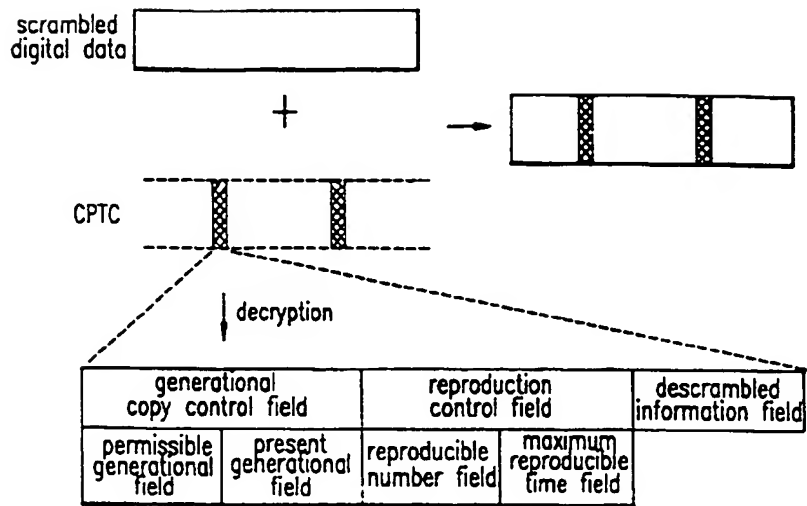 scrambled
digital data
+
CPTC
decryption
generational
copy control field
reproduction
control field
descrambled
information field
permissible
generational
field
present
generational
field
reproducible
number field
maximum
reproducible
time field